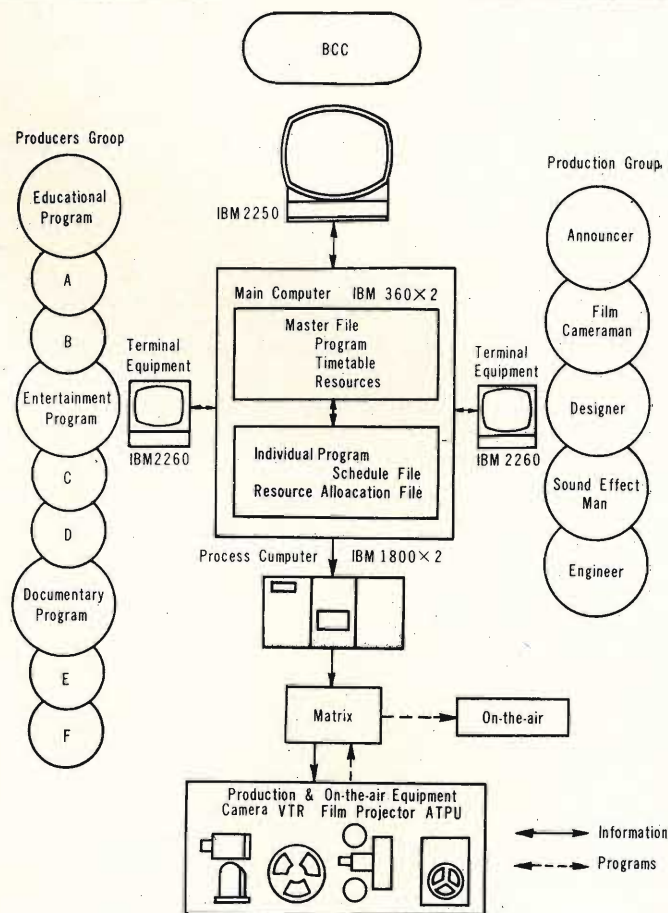 BCC
IBM 2250
Producers Groop
Educational
Program
A
B
Entertainment
Program
C
D
Documentary
Program
E
F
Terminal
Equipment
IBM2260
Main Computer IBM 360×2
Master File
Program
Timetable
Resources
Individual Program
Schedule File
Resource Alloacation File
Terminal
Equipment
IBM 2260
Production Group.
Announcer
Film
Cameraman
Designer
Sound Effect
Man
Engineer
Process Cumputer IBM 1800×2
Matrix
On-the-air
Production & On-the-air Equipment
Camera VTR Film Projector ATPU
Information
Programs